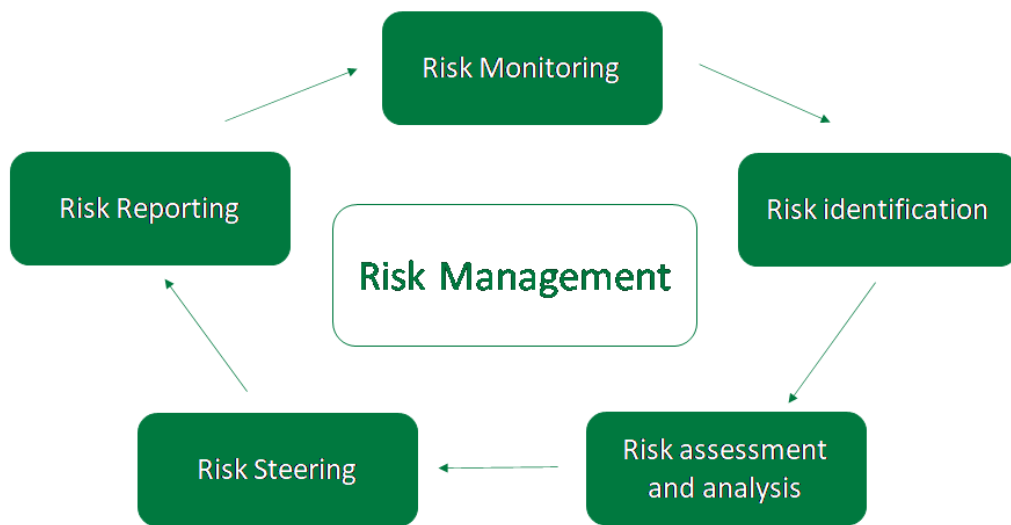 Risk Monitoring
Risk Reporting
Risk identification
Risk Management
Risk Steering
Risk assessment
and analysis